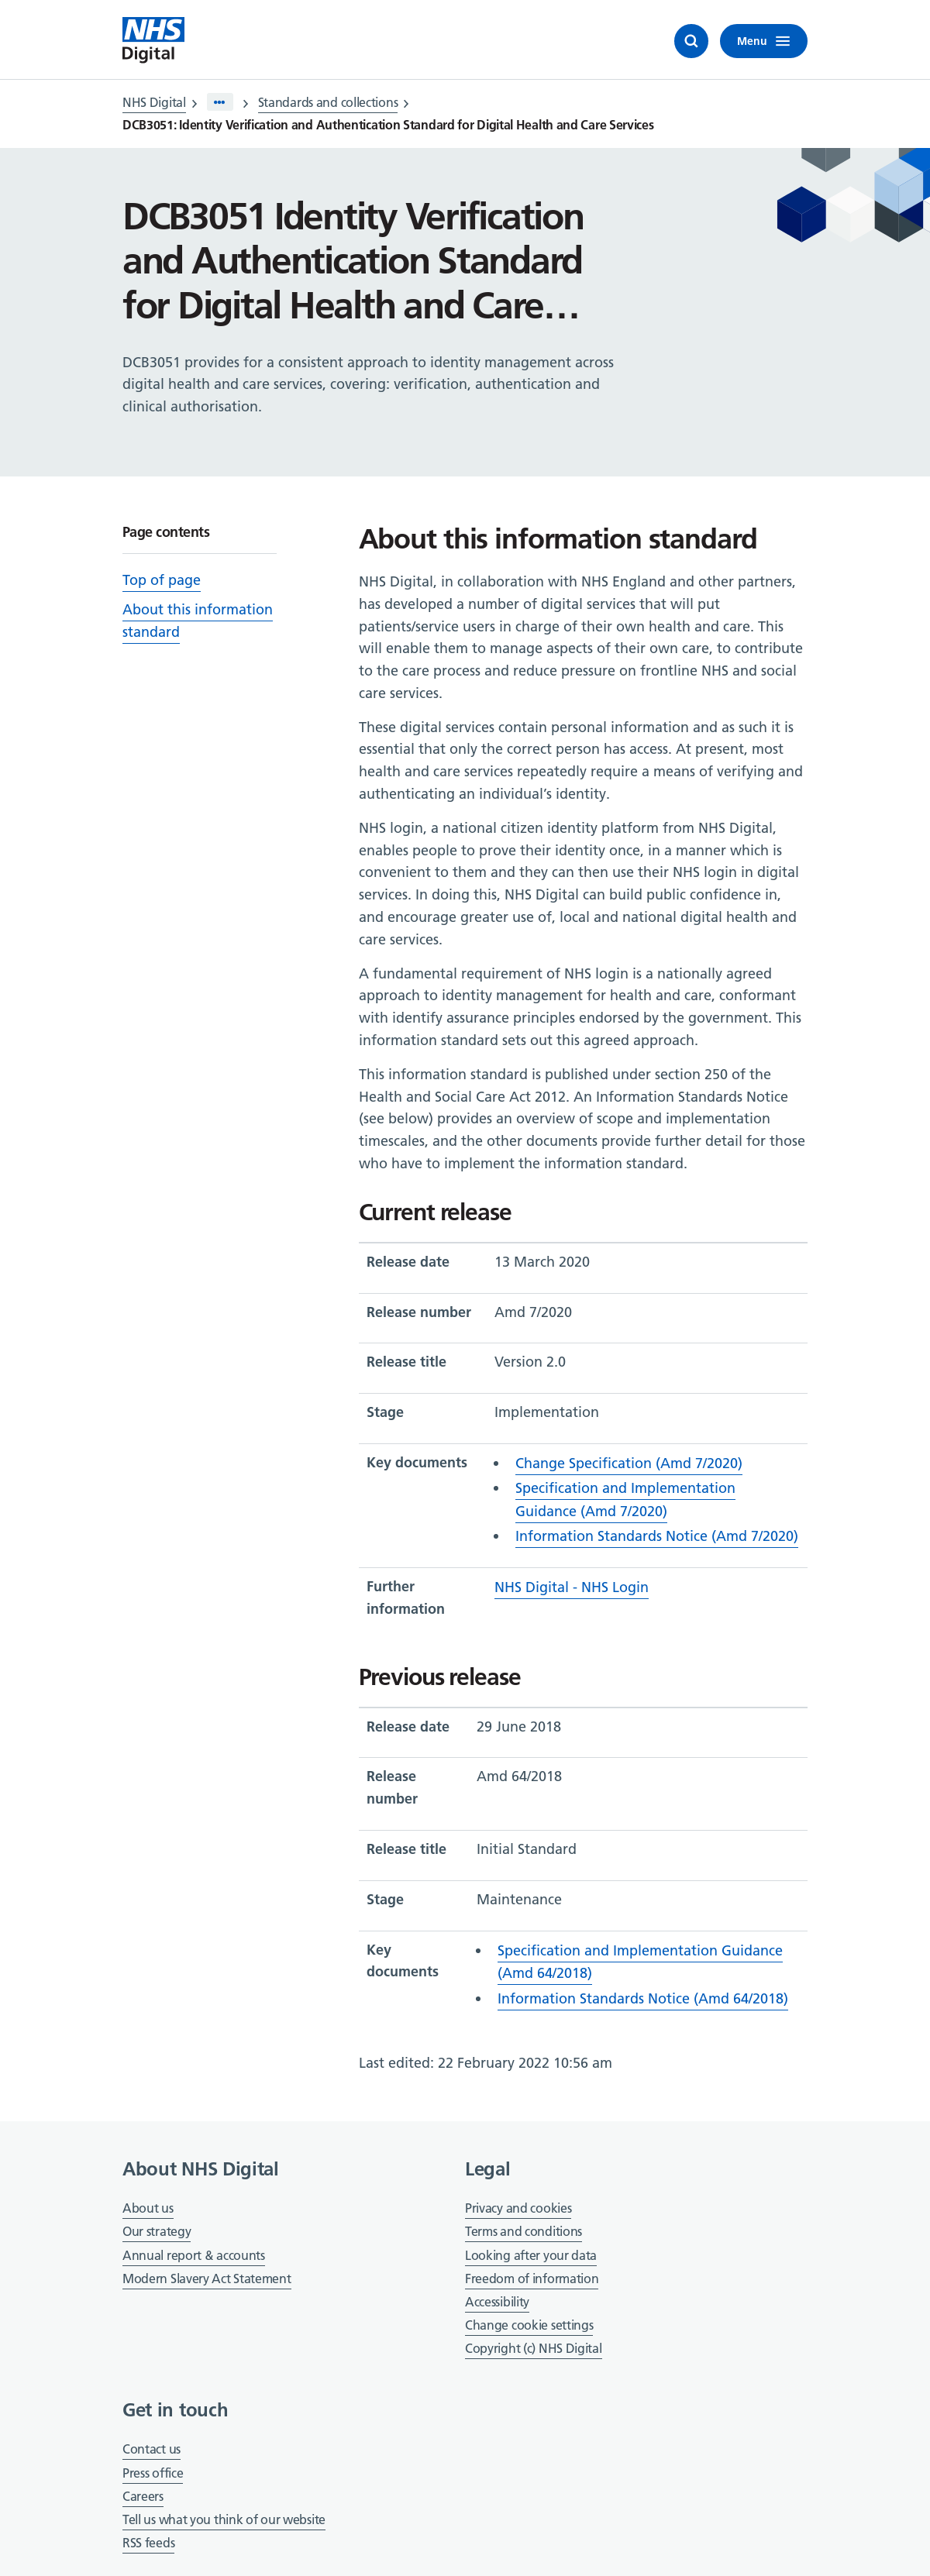 NHS
Digital
Menu
NHS Digital
Standards and collections
DCB3051: Identity Verification and Authentication Standard for Digital Health and Care Services
DCB3051 Identity Verification
and Authentication Standard
for Digital Health and Care…
DCB3051 provides for a consistent approach to identity management across
digital health and care services, covering: verification, authentication and
clinical authorisation.
Page contents
Top of page
About this information
standard
About this information standard
NHS Digital, in collaboration with NHS England and other partners,
has developed a number of digital services that will put
patients/service users in charge of their own health and care. This
will enable them to manage aspects of their own care, to contribute
to the care process and reduce pressure on frontline NHS and social
care services.
These digital services contain personal information and as such it is
essential that only the correct person has access. At present, most
health and care services repeatedly require a means of verifying and
authenticating an individual’s identity.
NHS login, a national citizen identity platform from NHS Digital,
enables people to prove their identity once, in a manner which is
convenient to them and they can then use their NHS login in digital
services. In doing this, NHS Digital can build public confidence in,
and encourage greater use of, local and national digital health and
care services.
A fundamental requirement of NHS login is a nationally agreed
approach to identity management for health and care, conformant
with identify assurance principles endorsed by the government. This
information standard sets out this agreed approach.
This information standard is published under section 250 of the
Health and Social Care Act 2012. An Information Standards Notice
(see below) provides an overview of scope and implementation
timescales, and the other documents provide further detail for those
who have to implement the information standard.
Current release
Release date 13 March 2020
Release number Amd 7/2020
Release title Version 2.0
Stage Implementation
Key documents
• Change Specification (Amd 7/2020)
• Specification and Implementation
Guidance (Amd 7/2020)
• Information Standards Notice (Amd 7/2020)
Further
information
NHS Digital - NHS Login
Previous release
Release date 29 June 2018
Release
number
Amd 64/2018
Release title Initial Standard
Stage Maintenance
Key
documents
• Specification and Implementation Guidance
(Amd 64/2018)
• Information Standards Notice (Amd 64/2018)
Last edited: 22 February 2022 10:56 am
About NHS Digital
About us
Our strategy
Annual report & accounts
Modern Slavery Act Statement
Legal
Privacy and cookies
Terms and conditions
Looking after your data
Freedom of information
Accessibility
Change cookie settings
Copyright (c) NHS Digital
Get in touch
Contact us
Press office
Careers
Tell us what you think of our website
RSS feeds